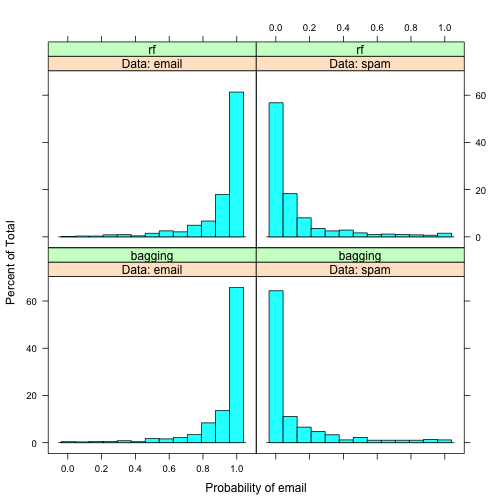 0.0 0.2 0.4 0.6 0.8 1.0
rf rf
Data: email Data: spam
60
40
20
0
bagging bagging
Data: email Data: spam
60
40
20
0
0.0 0.2 0.4 0.6 0.8 1.0
Percent of Total
Probability of email